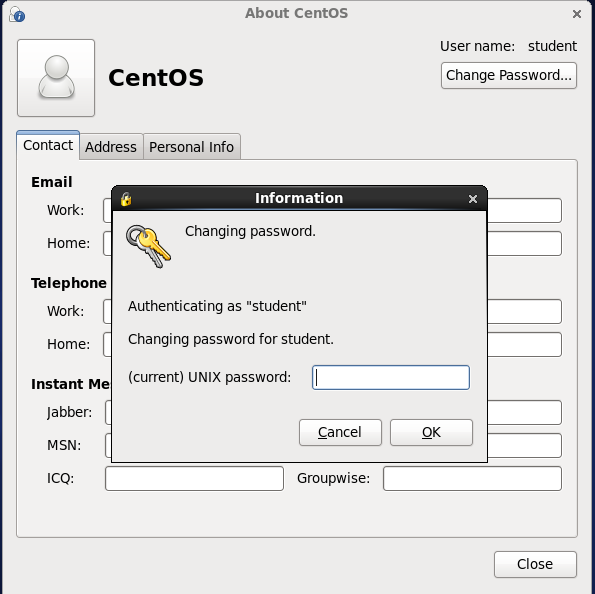 About CentOS
User name: student
CentOS
Change Password...
Contact Address Personal Info
Email
Work:
Home:
Telephone
Work:
Home:
Instant Me
Jabber:
MSN:
ICQ: Groupwise:
Information
Changing password.
Authenticating as "student"
Changing password for student.
(current) UNIX password:
Cancel OK
Close